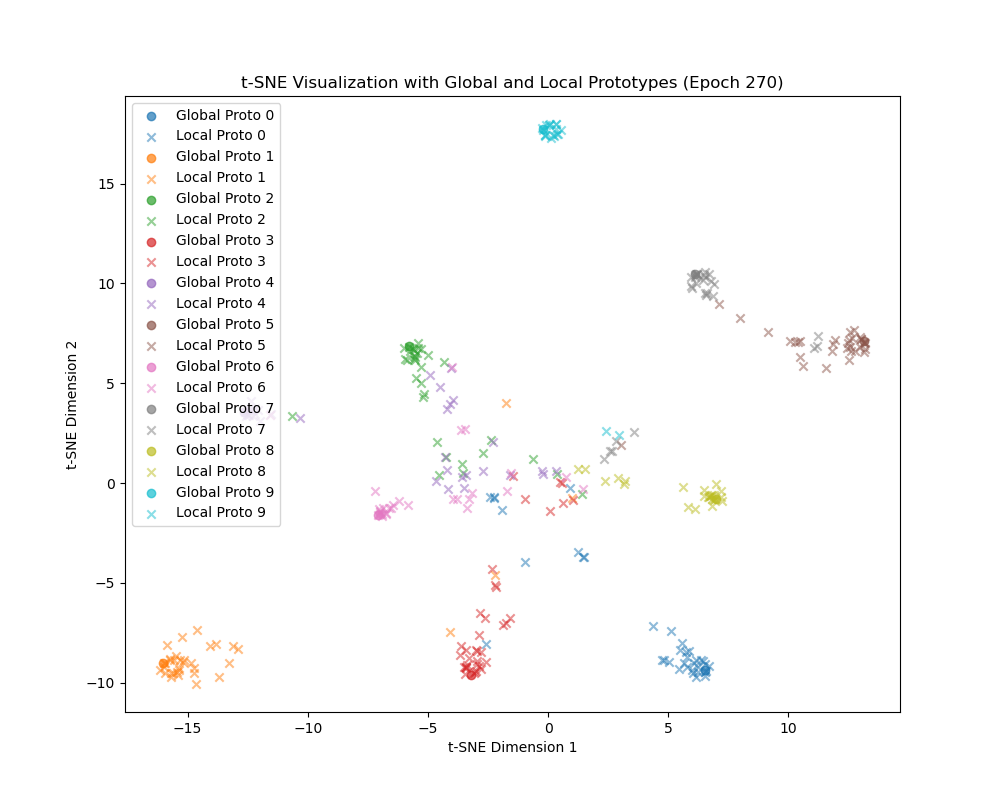 t-SNE Visualization with Global and Local Prototypes (Epoch 270)
Global Proto 0
Local Proto 0
Global Proto 1
Local Proto 1
Global Proto 2
Local Proto 2
Global Proto 3
Local Proto 3
Global Proto 4
Local Proto 4
Global Proto 5
Local Proto 5
Global Proto 6
Local Proto 6
Global Proto 7
Local Proto 7
Global Proto 8
Local Proto 8
Global Proto 9
Local Proto 9
t-SNE Dimension 2
15
10
5
0
−5
−10
−15
−10
−5
0
5
10
t-SNE Dimension 1